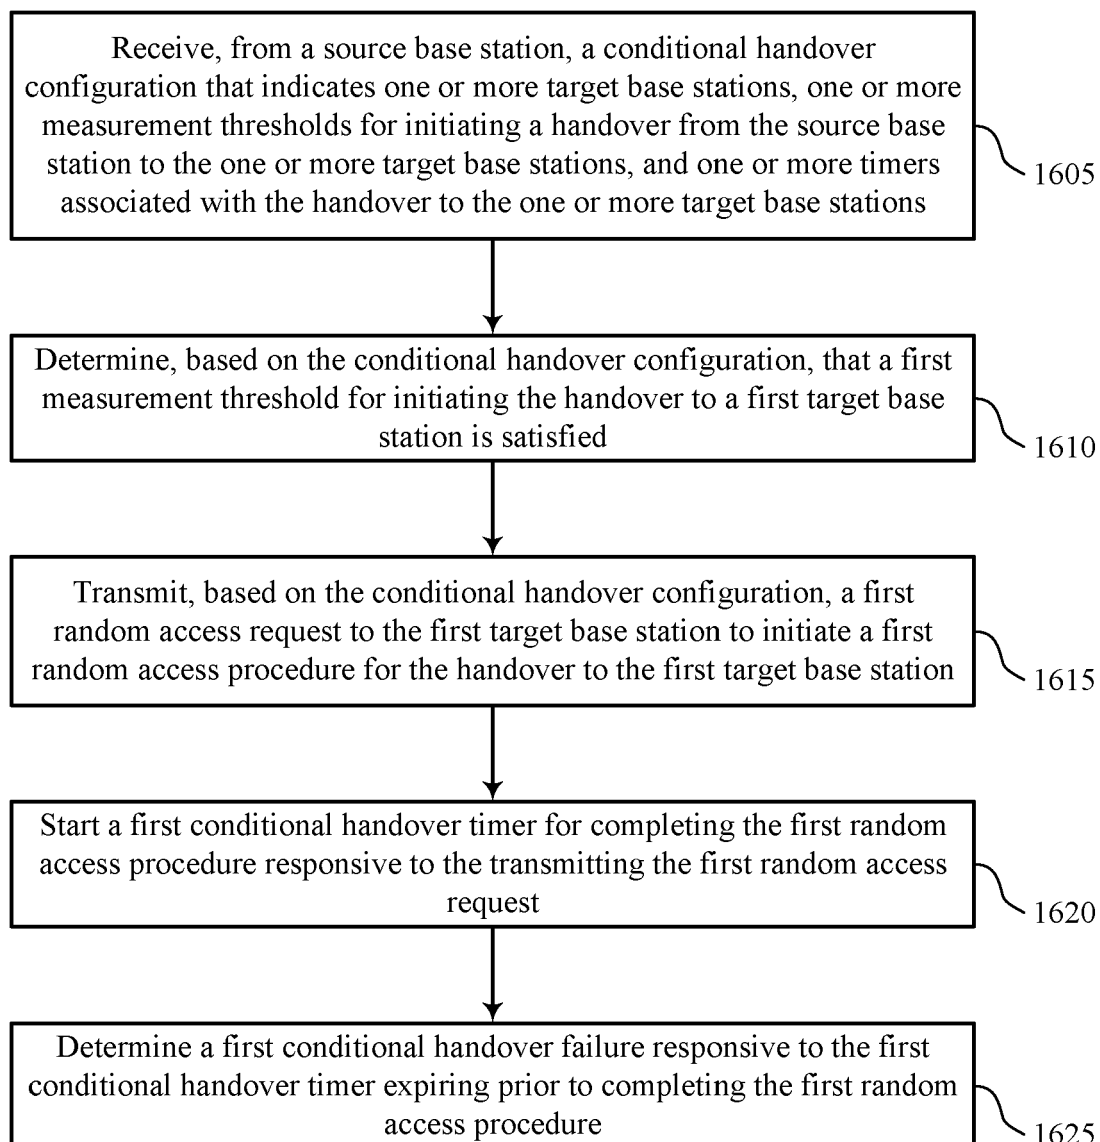 Receive, from a source base station, a conditional handover
configuration that indicates one or more target base stations, one or more
measurement thresholds for initiating a handover from the source base
station to the one or more target base stations, and one or more timers
associated with the handover to the one or more target base stations
1605
Determine, based on the conditional handover configuration, that a first
measurement threshold for initiating the handover to a first target base
station is satisfied
1610
Transmit, based on the conditional handover configuration, a first
random access request to the first target base station to initiate a first
random access procedure for the handover to the first target base station
1615
Start a first conditional handover timer for completing the first random
access procedure responsive to the transmitting the first random access
request
1620
Determine a first conditional handover failure responsive to the first
conditional handover timer expiring prior to completing the first random
access procedure
1625